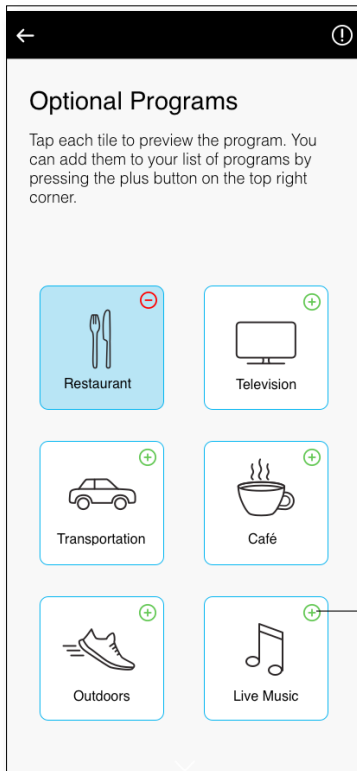 Optional Programs
Tap each tile to preview the program. You
can add them to your list of programs by
pressing the plus button on the top right
corner.
Restaurant
Television
Transportation
Café
Outdoors
Live Music